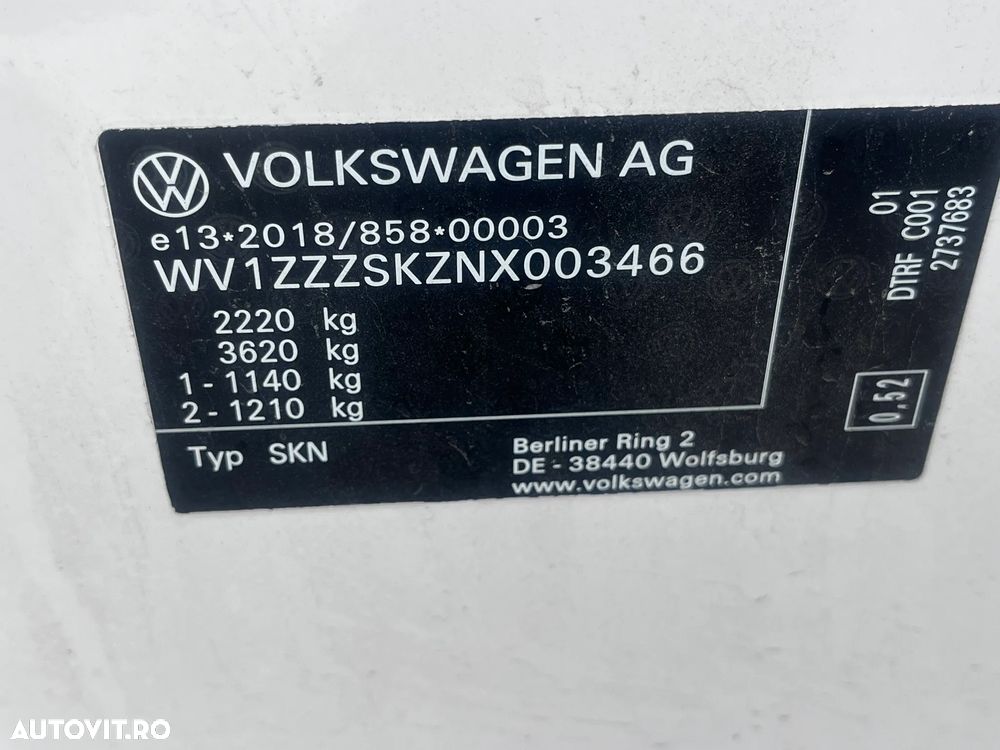 VOLKSWAGEN AG
e13*2018/858*00003
WV1ZZZSKZNX003466
2220 kg
3620 kg
1 - 1140 kg
2 - 1210 kg
Typ SKN
Berliner Ring 2
DE - 38440 Wolfsburg
www.volkswagen.com
01
DTRF C001
2737683
0,52
AUTOVIT.RO